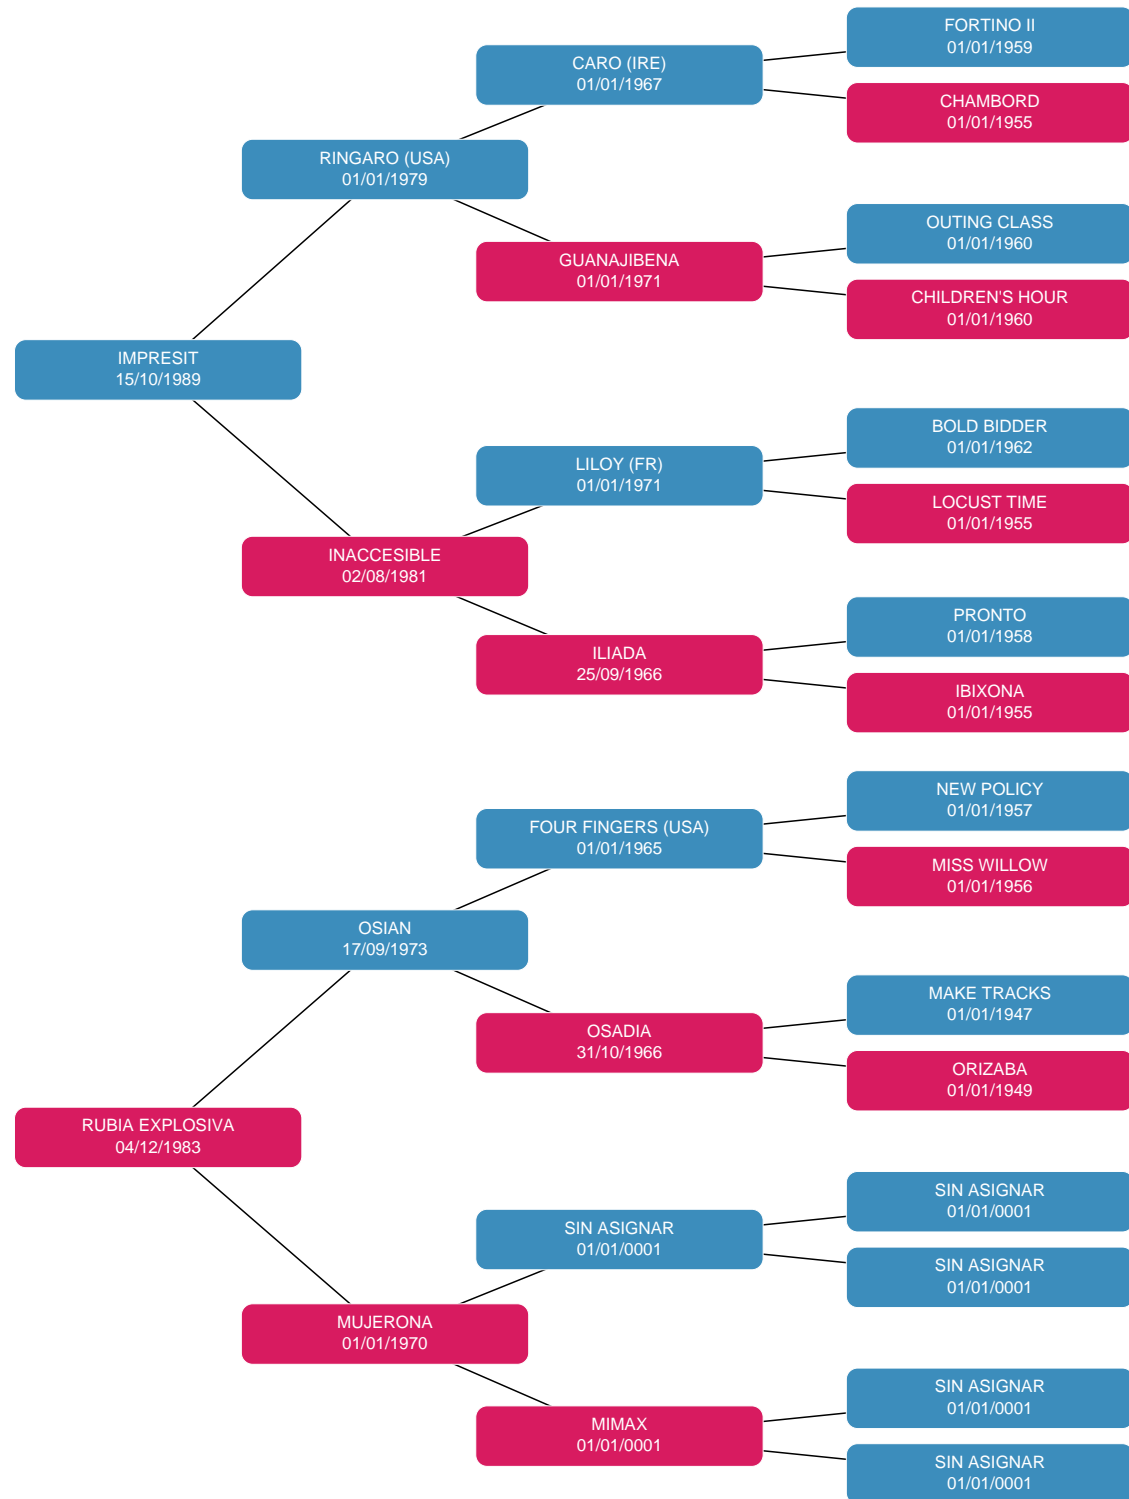 FORTINO II
01/01/1959
CARO (IRE)
01/01/1967
CHAMBORD
01/01/1955
RINGARO (USA)
01/01/1979
OUTING CLASS
01/01/1960
GUANAJIBENA
01/01/1971
CHILDREN'S HOUR
01/01/1960
IMPRESIT
15/10/1989
BOLD BIDDER
01/01/1962
LILOY (FR)
01/01/1971
LOCUST TIME
01/01/1955
INACCESIBLE
02/08/1981
PRONTO
01/01/1958
ILIADA
25/09/1966
IBIXONA
01/01/1955
NEW POLICY
01/01/1957
FOUR FINGERS (USA)
01/01/1965
MISS WILLOW
01/01/1956
OSIAN
17/09/1973
MAKE TRACKS
01/01/1947
OSADIA
31/10/1966
ORIZABA
01/01/1949
RUBIA EXPLOSIVA
04/12/1983
SIN ASIGNAR
01/01/0001
SIN ASIGNAR
01/01/0001
SIN ASIGNAR
01/01/0001
MUJERONA
01/01/1970
SIN ASIGNAR
01/01/0001
MIMAX
01/01/0001
SIN ASIGNAR
01/01/0001